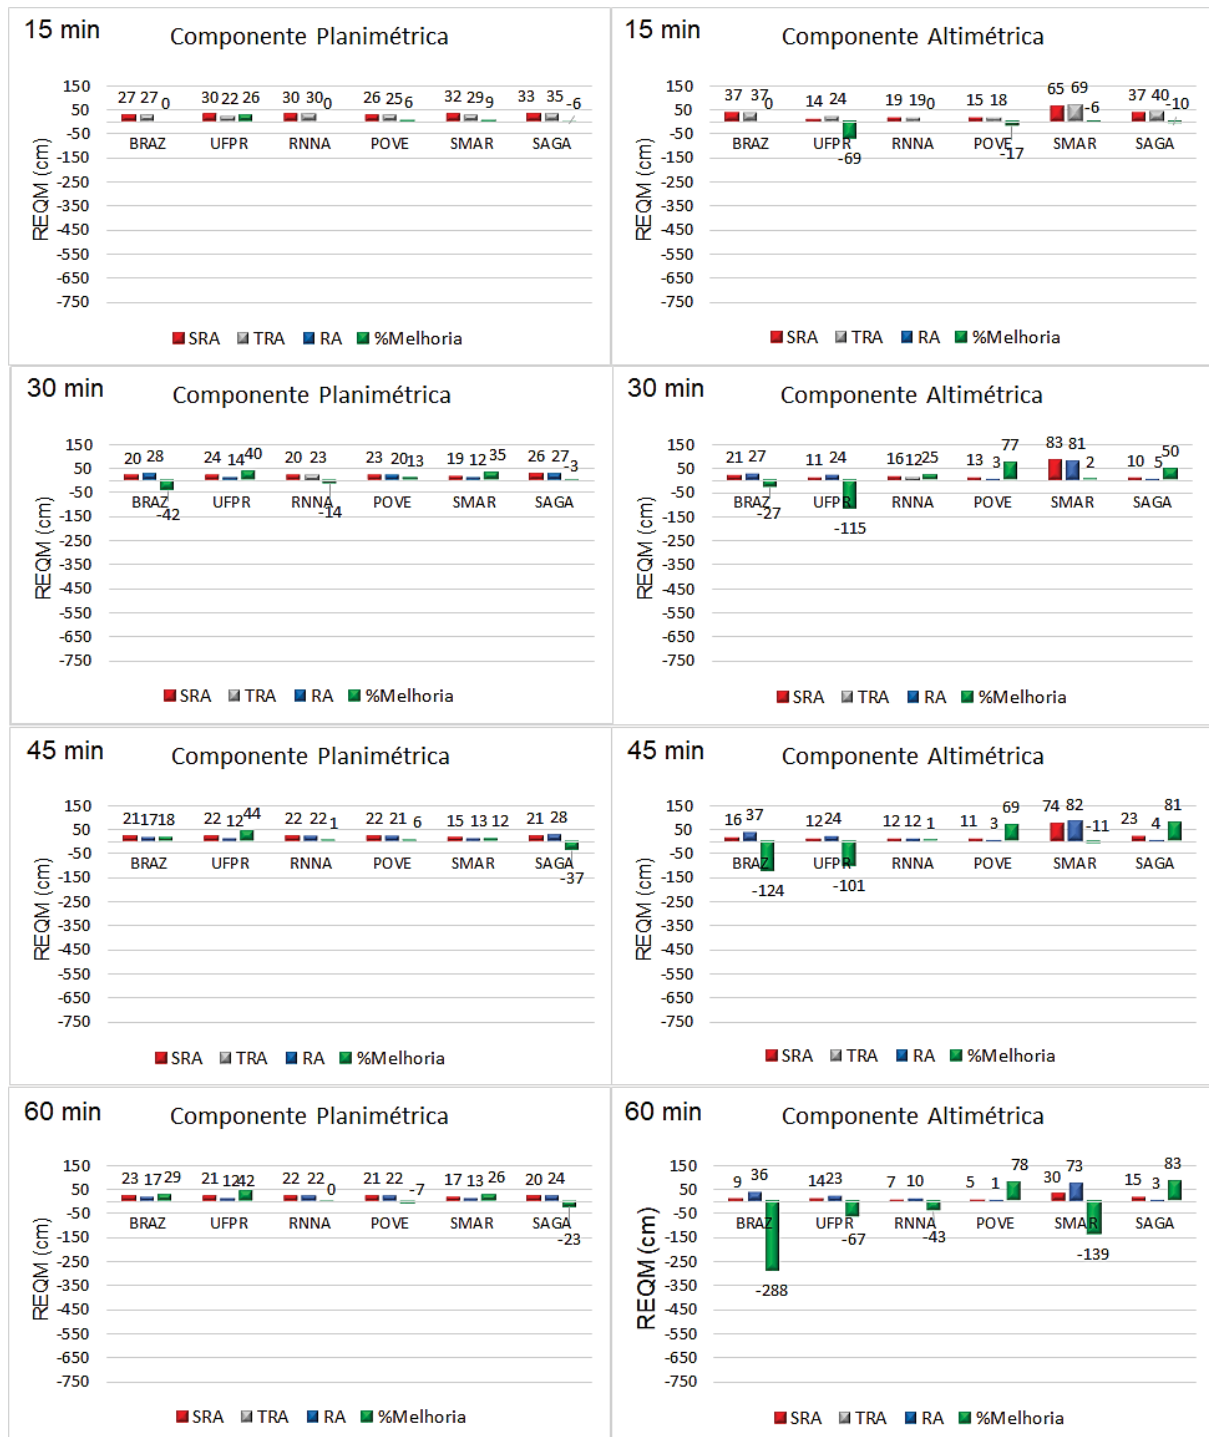 15 min Componente Planimétrica
REQM (cm)
150
50
-50
-150
-250
-350
-450
-550
-650
-750
27 27 0 30 22 26 30 30 0 26 25 6 32 29 9 33 35 -6
BRAZ UFPR RNNA POVE SMAR SAGA
SRA TRA RA %Melhoria
15 min Componente Altimétrica
REQM (cm)
150
50
-50
-150
-250
-350
-450
-550
-650
-750
37 37 0 14 24 -69 19 19 0 15 18 -17 65 69 -6 37 40 -10
BRAZ UFPR RNNA POVE SMAR SAGA
SRA TRA RA %Melhoria
30 min Componente Planimétrica
REQM (cm)
150
50
-50
-150
-250
-350
-450
-550
-650
-750
20 28 -42 24 14 40 20 23 -14 23 20 13 19 12 35 26 27 -3
BRAZ UFPR RNNA POVE SMAR SAGA
SRA TRA RA %Melhoria
30 min Componente Altimétrica
REQM (cm)
150
50
-50
-150
-250
-350
-450
-550
-650
-750
21 27 -27 11 24 -115 16 12 25 13 3 77 83 81 2 10 5 50
BRAZ UFPR RNNA POVE SMAR SAGA
SRA TRA RA %Melhoria
45 min Componente Planimétrica
REQM (cm)
150
50
-50
-150
-250
-350
-450
-550
-650
-750
21 17 18 22 12 44 22 22 1 22 21 6 15 13 12 21 28 -37
BRAZ UFPR RNNA POVE SMAR SAGA
SRA TRA RA %Melhoria
45 min Componente Altimétrica
REQM (cm)
150
50
-50
-150
-250
-350
-450
-550
-650
-750
16 37 -124 12 24 -101 12 12 1 11 3 69 74 82 -11 23 4 81
BRAZ UFPR RNNA POVE SMAR SAGA
SRA TRA RA %Melhoria
60 min Componente Planimétrica
REQM (cm)
150
50
-50
-150
-250
-350
-450
-550
-650
-750
23 17 29 21 12 42 22 22 0 21 22 -7 17 13 26 20 24 -23
BRAZ UFPR RNNA POVE SMAR SAGA
SRA TRA RA %Melhoria
60 min Componente Altimétrica
REQM (cm)
150
50
-50
-150
-250
-350
-450
-550
-650
-750
9 36 -288 14 23 -67 7 10 -43 5 1 78 30 73 -139 15 3 83
BRAZ UFPR RNNA POVE SMAR SAGA
SRA TRA RA %Melhoria